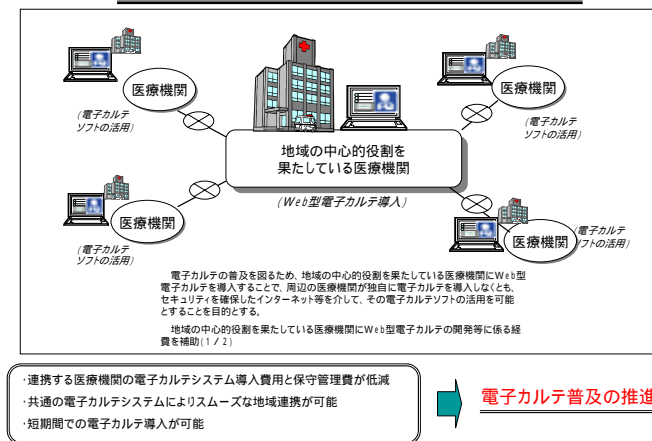 医療機関
(電子カルテ
ソフトの活用)
医療機関
(電子カルテ
ソフトの活用)
地域の中心的役割を
果たしている医療機関
(Web型電子カルテ導入)
医療機関
(電子カルテ
ソフトの活用)
医療機関
(電子カルテ
フトの活用)
電子カルテの普及を図るため、地域の中心的役割を果たしている医療機関にWeb型
電子カルテを導入することで、周辺の医療機関が独自に電子カルテを導入しなくとも、
セキュリティを確保したインターネット等を介して、その電子カルテソフトの活用を可能
とすることを目的とする。
地域の中心的役割を果たしている医療機関にWeb型電子カルテの開発等に係る経
費を補助(1/2)
･連携する医療機関の電子カルテシステム導入費用と保守管理費が低減
･共通の電子カルテシステムによりスムーズな地域連携が可能
･短期間での電子カルテ導入が可能
電子カルテ普及の推進